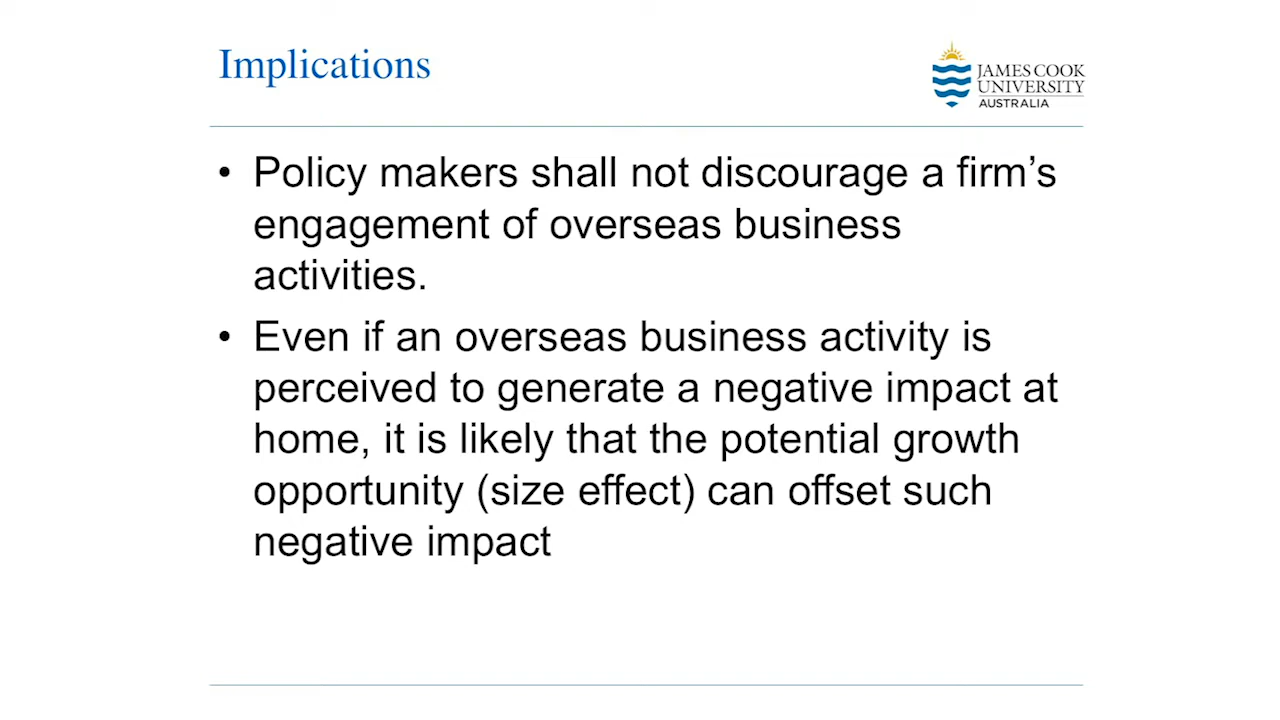 Implications
JAMES COOK
UNIVERSITY
AUSTRALIA
• Policy makers shall not discourage a firm’s
engagement of overseas business
activities.
• Even if an overseas business activity is
perceived to generate a negative impact at
home, it is likely that the potential growth
opportunity (size effect) can offset such
negative impact